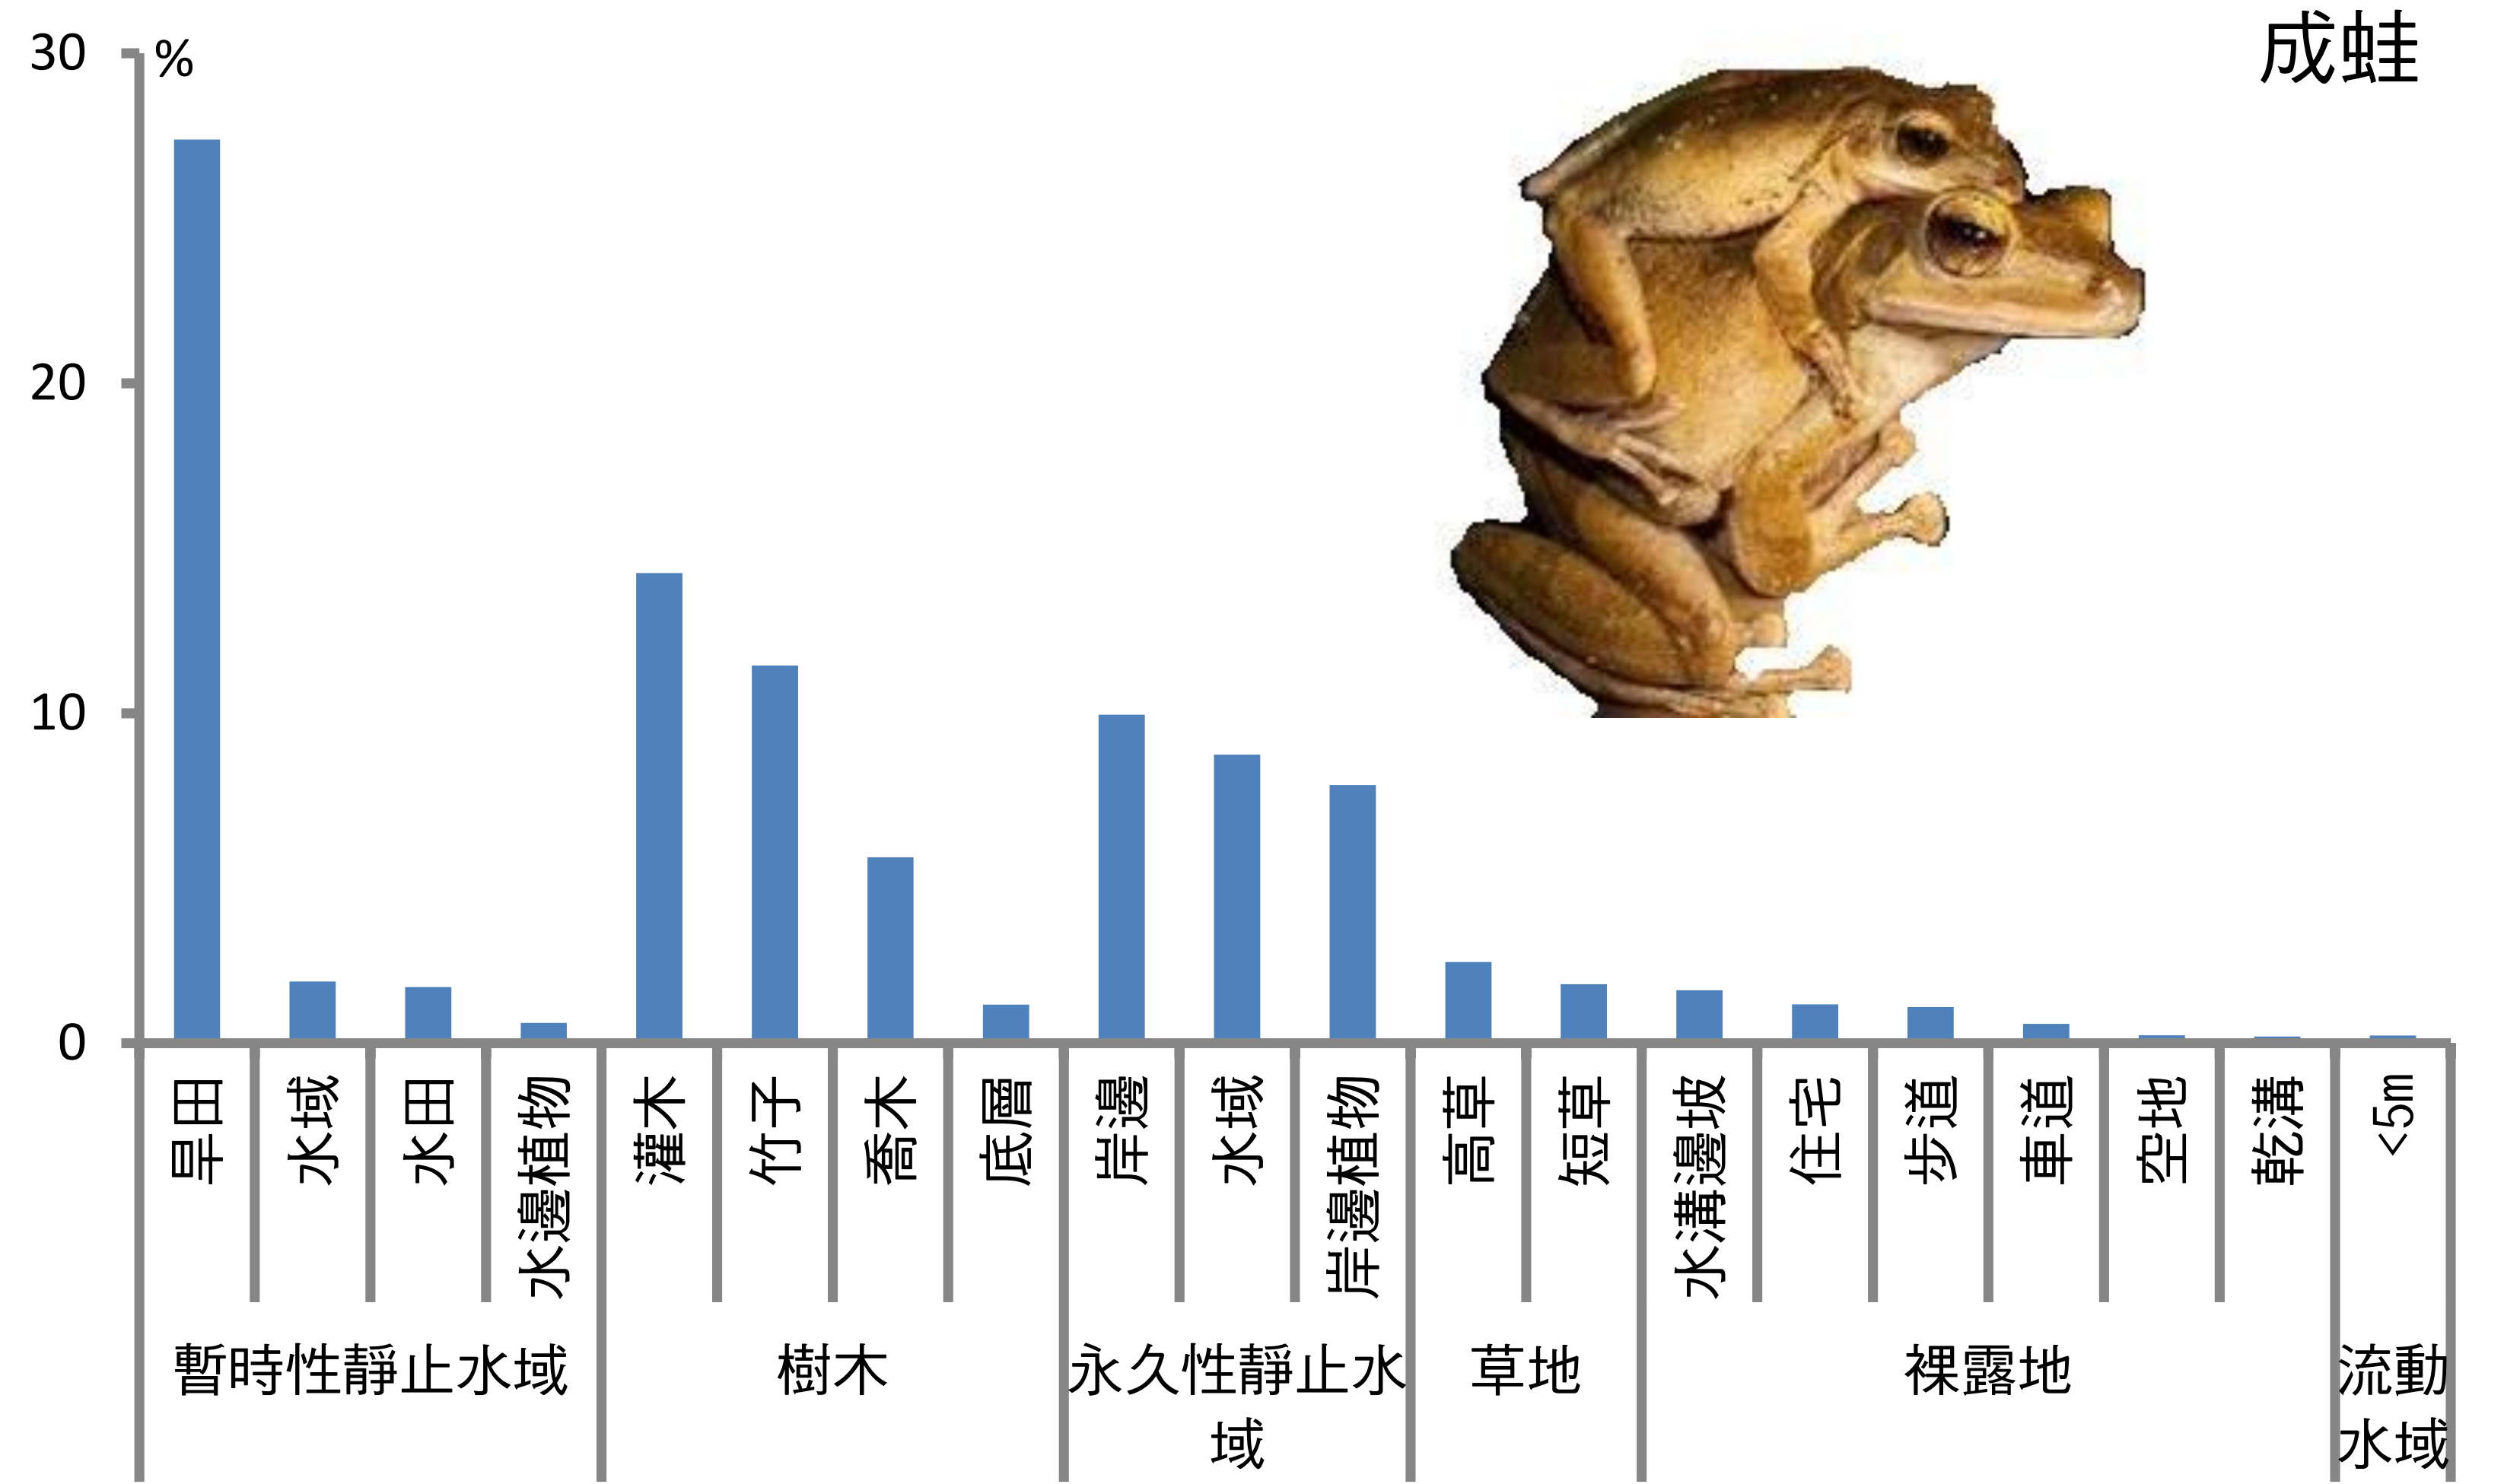 成蛙
%
30
20
10
0
旱田
水域
水田
水邊植物
灌木
竹子
喬木
底層
岸邊
水域
岸邊植物
高草
短草
水溝邊坡
住宅
步道
車道
空地
乾溝
<5m
暫時性靜止水域
樹木
永久性靜止水
域
草地
裸露地
流動
水域